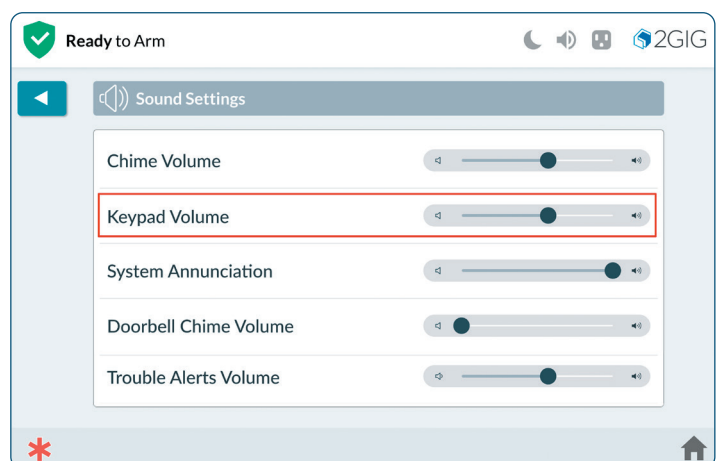 Ready to Arm
2GIG
Sound Settings
Chime Volume
Keypad Volume
System Annunciation
Doorbell Chime Volume
Trouble Alerts Volume